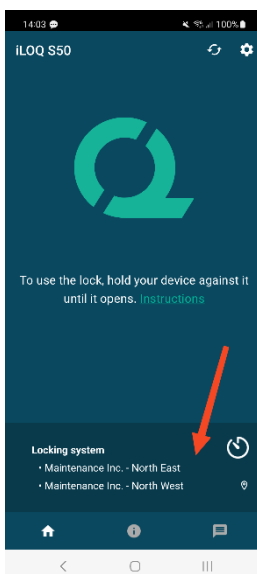 14:03 100%
iLOQ S50
To use the lock, hold your device against it
until it opens. Instructions
Locking system
• Maintenance Inc. - North East
• Maintenance Inc. - North West